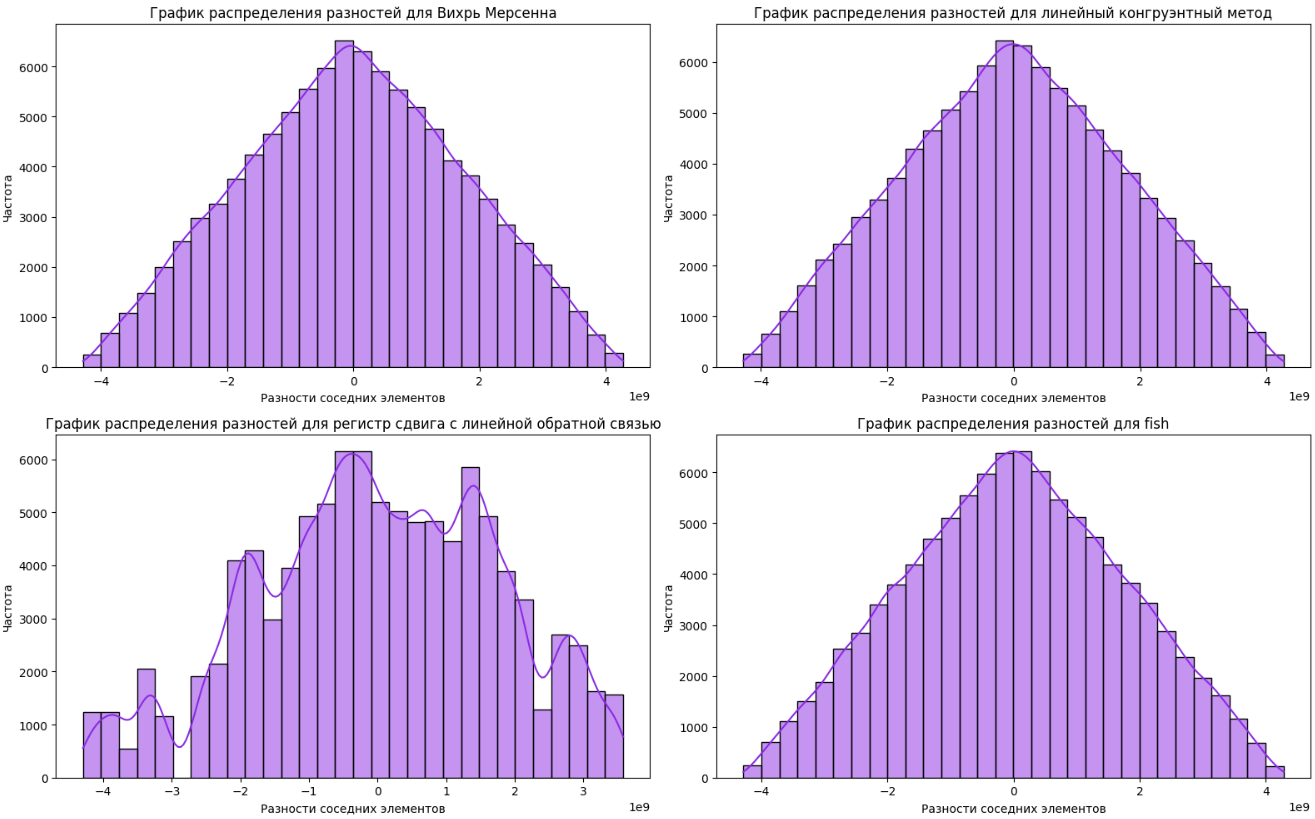 График распределения разностей для Вихрь Мерсенна
Частота
6000
5000
4000
3000
2000
1000
0
−4 −2 0 2 4
1e9
Разности соседних элементов
График распределения разностей для линейный конгруэнтный метод
Частота
6000
5000
4000
3000
2000
1000
0
−4 −2 0 2 4
1e9
Разности соседних элементов
График распределения разностей для регистр сдвига с линейной обратной связью
Частота
6000
5000
4000
3000
2000
1000
0
−4 −3 −2 −1 0 1 2 3
1e9
Разности соседних элементов
График распределения разностей для fish
Частота
6000
5000
4000
3000
2000
1000
0
−4 −2 0 2 4
1e9
Разности соседних элементов